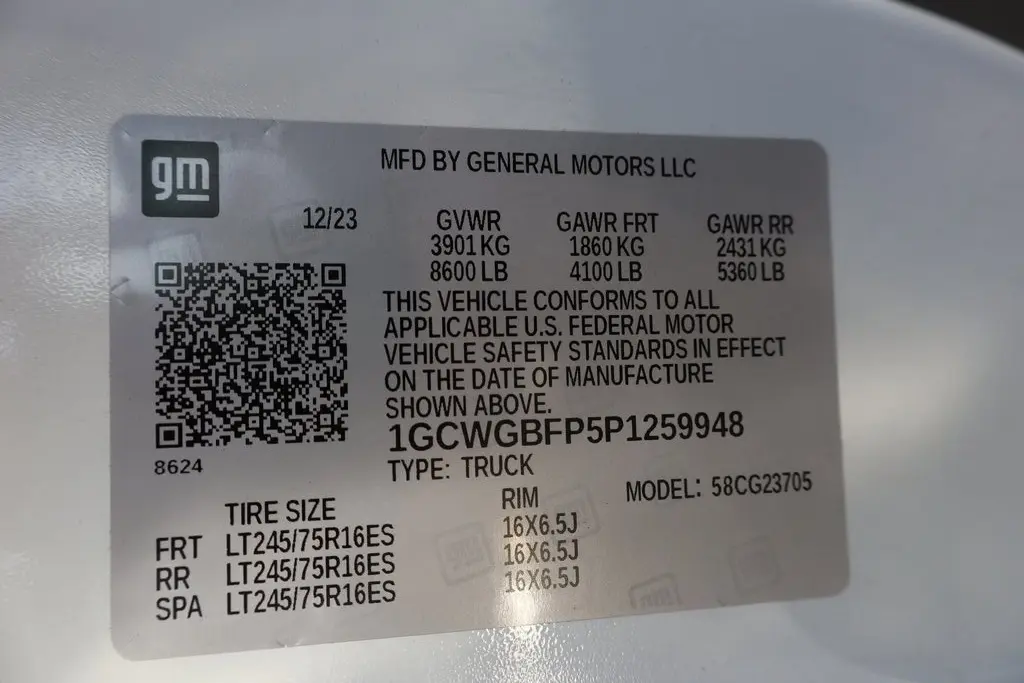 gm
MFD BY GENERAL MOTORS LLC
12/23 GVWR GAWR FRT GAWR RR
3901 KG 1860 KG 2431 KG
8600 LB 4100 LB 5360 LB
THIS VEHICLE CONFORMS TO ALL
APPLICABLE U.S. FEDERAL MOTOR
VEHICLE SAFETY STANDARDS IN EFFECT
ON THE DATE OF MANUFACTURE
SHOWN ABOVE.
1GCWGBFP5P1259948
8624
TYPE: TRUCK
MODEL: 58CG23705
TIRE SIZE RIM
FRT LT245/75R16ES 16X6.5J
RR LT245/75R16ES 16X6.5J
SPA LT245/75R16ES 16X6.5J